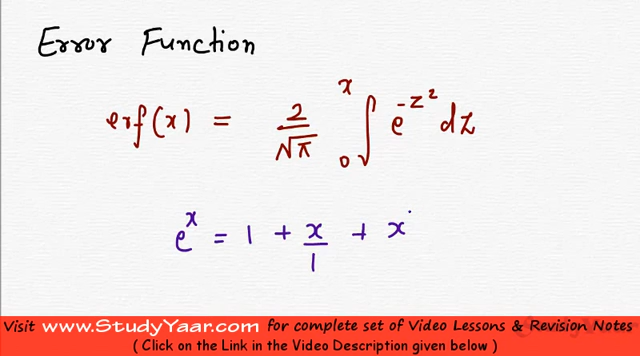 Error Function
erf(x) = 2/√π ∫₀ˣ e^-z² dz
e^x = 1 + x/1 + x
Visit www.StudyYaar.com for complete set of Video Lessons & Revision Notes
( Click on the Link in the Video Description given below )